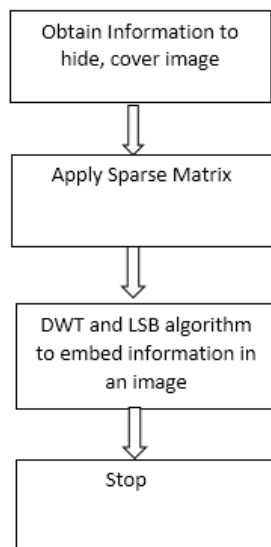 Obtain Information to
hide, cover image
Apply Sparse Matrix
DWT and LSB algorithm
to embed information in
an image
Stop